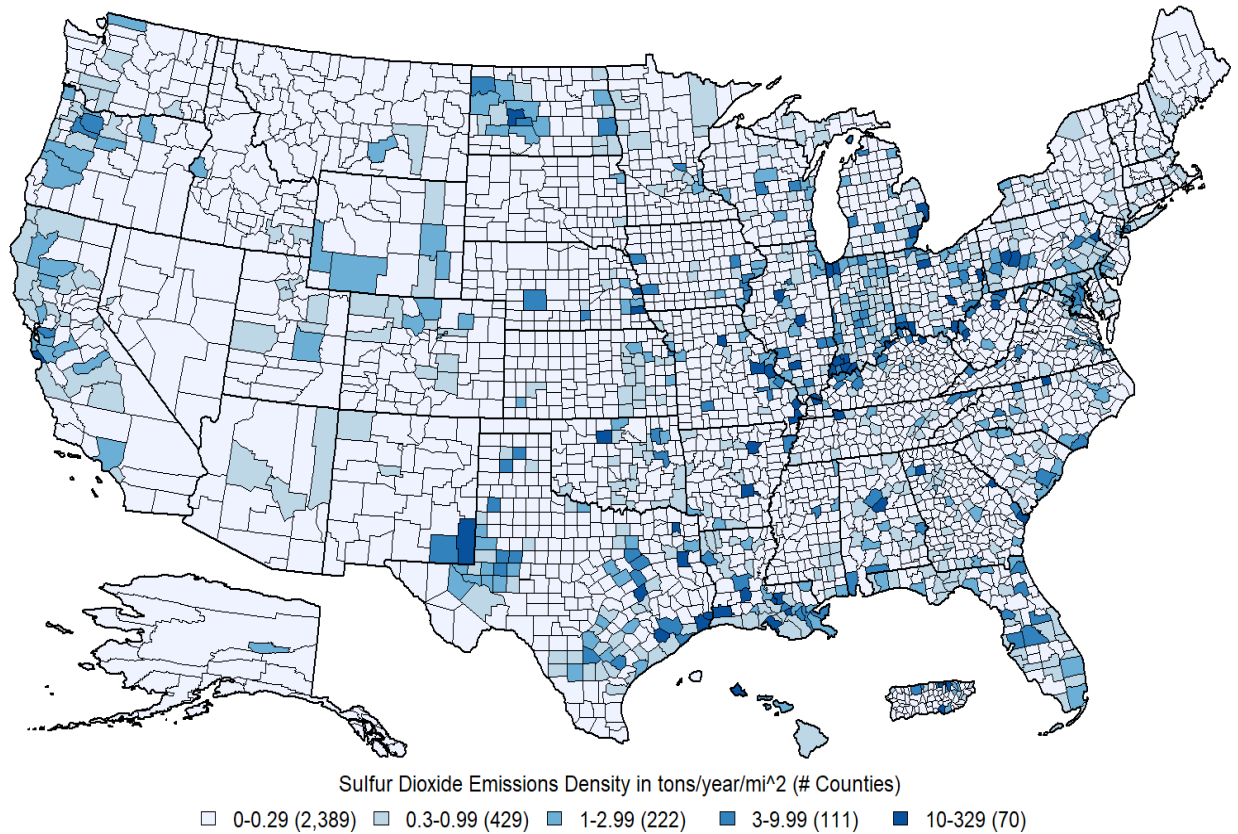 Sulfur Dioxide Emissions Density in tons/year/mi^2 (# Counties)
0-0.29 (2,389) 0.3-0.99 (429) 1-2.99 (222) 3-9.99 (111) 10-329 (70)